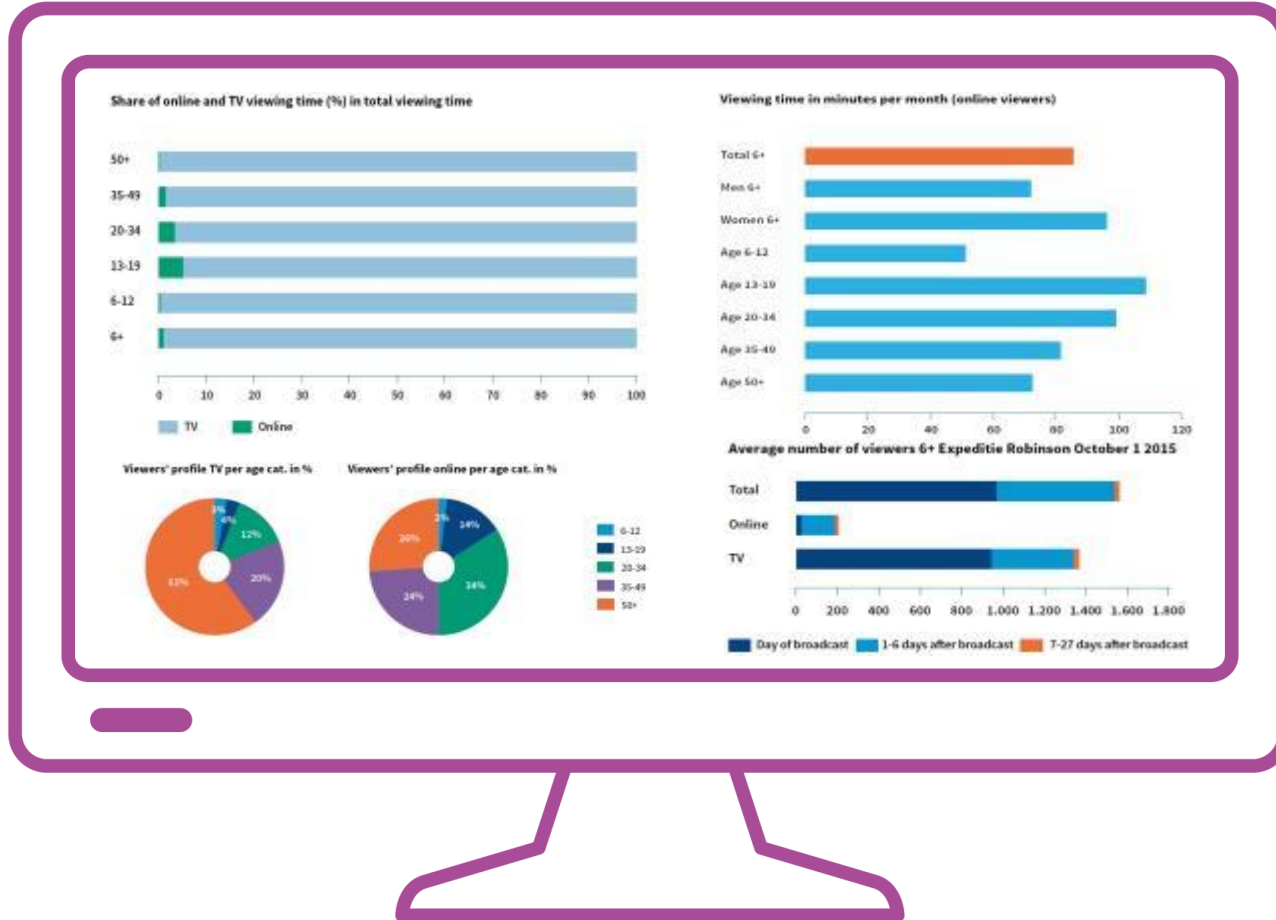 Share of online and TV viewing time (%) in total viewing time
50+
35-49
20-34
13-19
6-12
6+
0 10 20 30 40 50 60 70 80 90 100
TV Online
Viewing time in minutes per month (online viewers)
Total 6+
Men 6+
Women 6+
Age 6-12
Age 13-19
Age 20-34
Age 35-49
Age 50+
0 20 40 60 80 100 120
Viewers' profile TV per age cat. in %
3%
4%
12%
20%
Viewers' profile online per age cat. in %
2%
14%
34%
24%
26%
6-12
13-19
20-34
35-49
50+
Average number of viewers 6+ Expeditie Robinson October 1 2015
Total
Online
TV
0 200 400 600 800 1.000 1.200 1.400 1.600 1.800
Day of broadcast 1-6 days after broadcast 7-27 days after broadcast